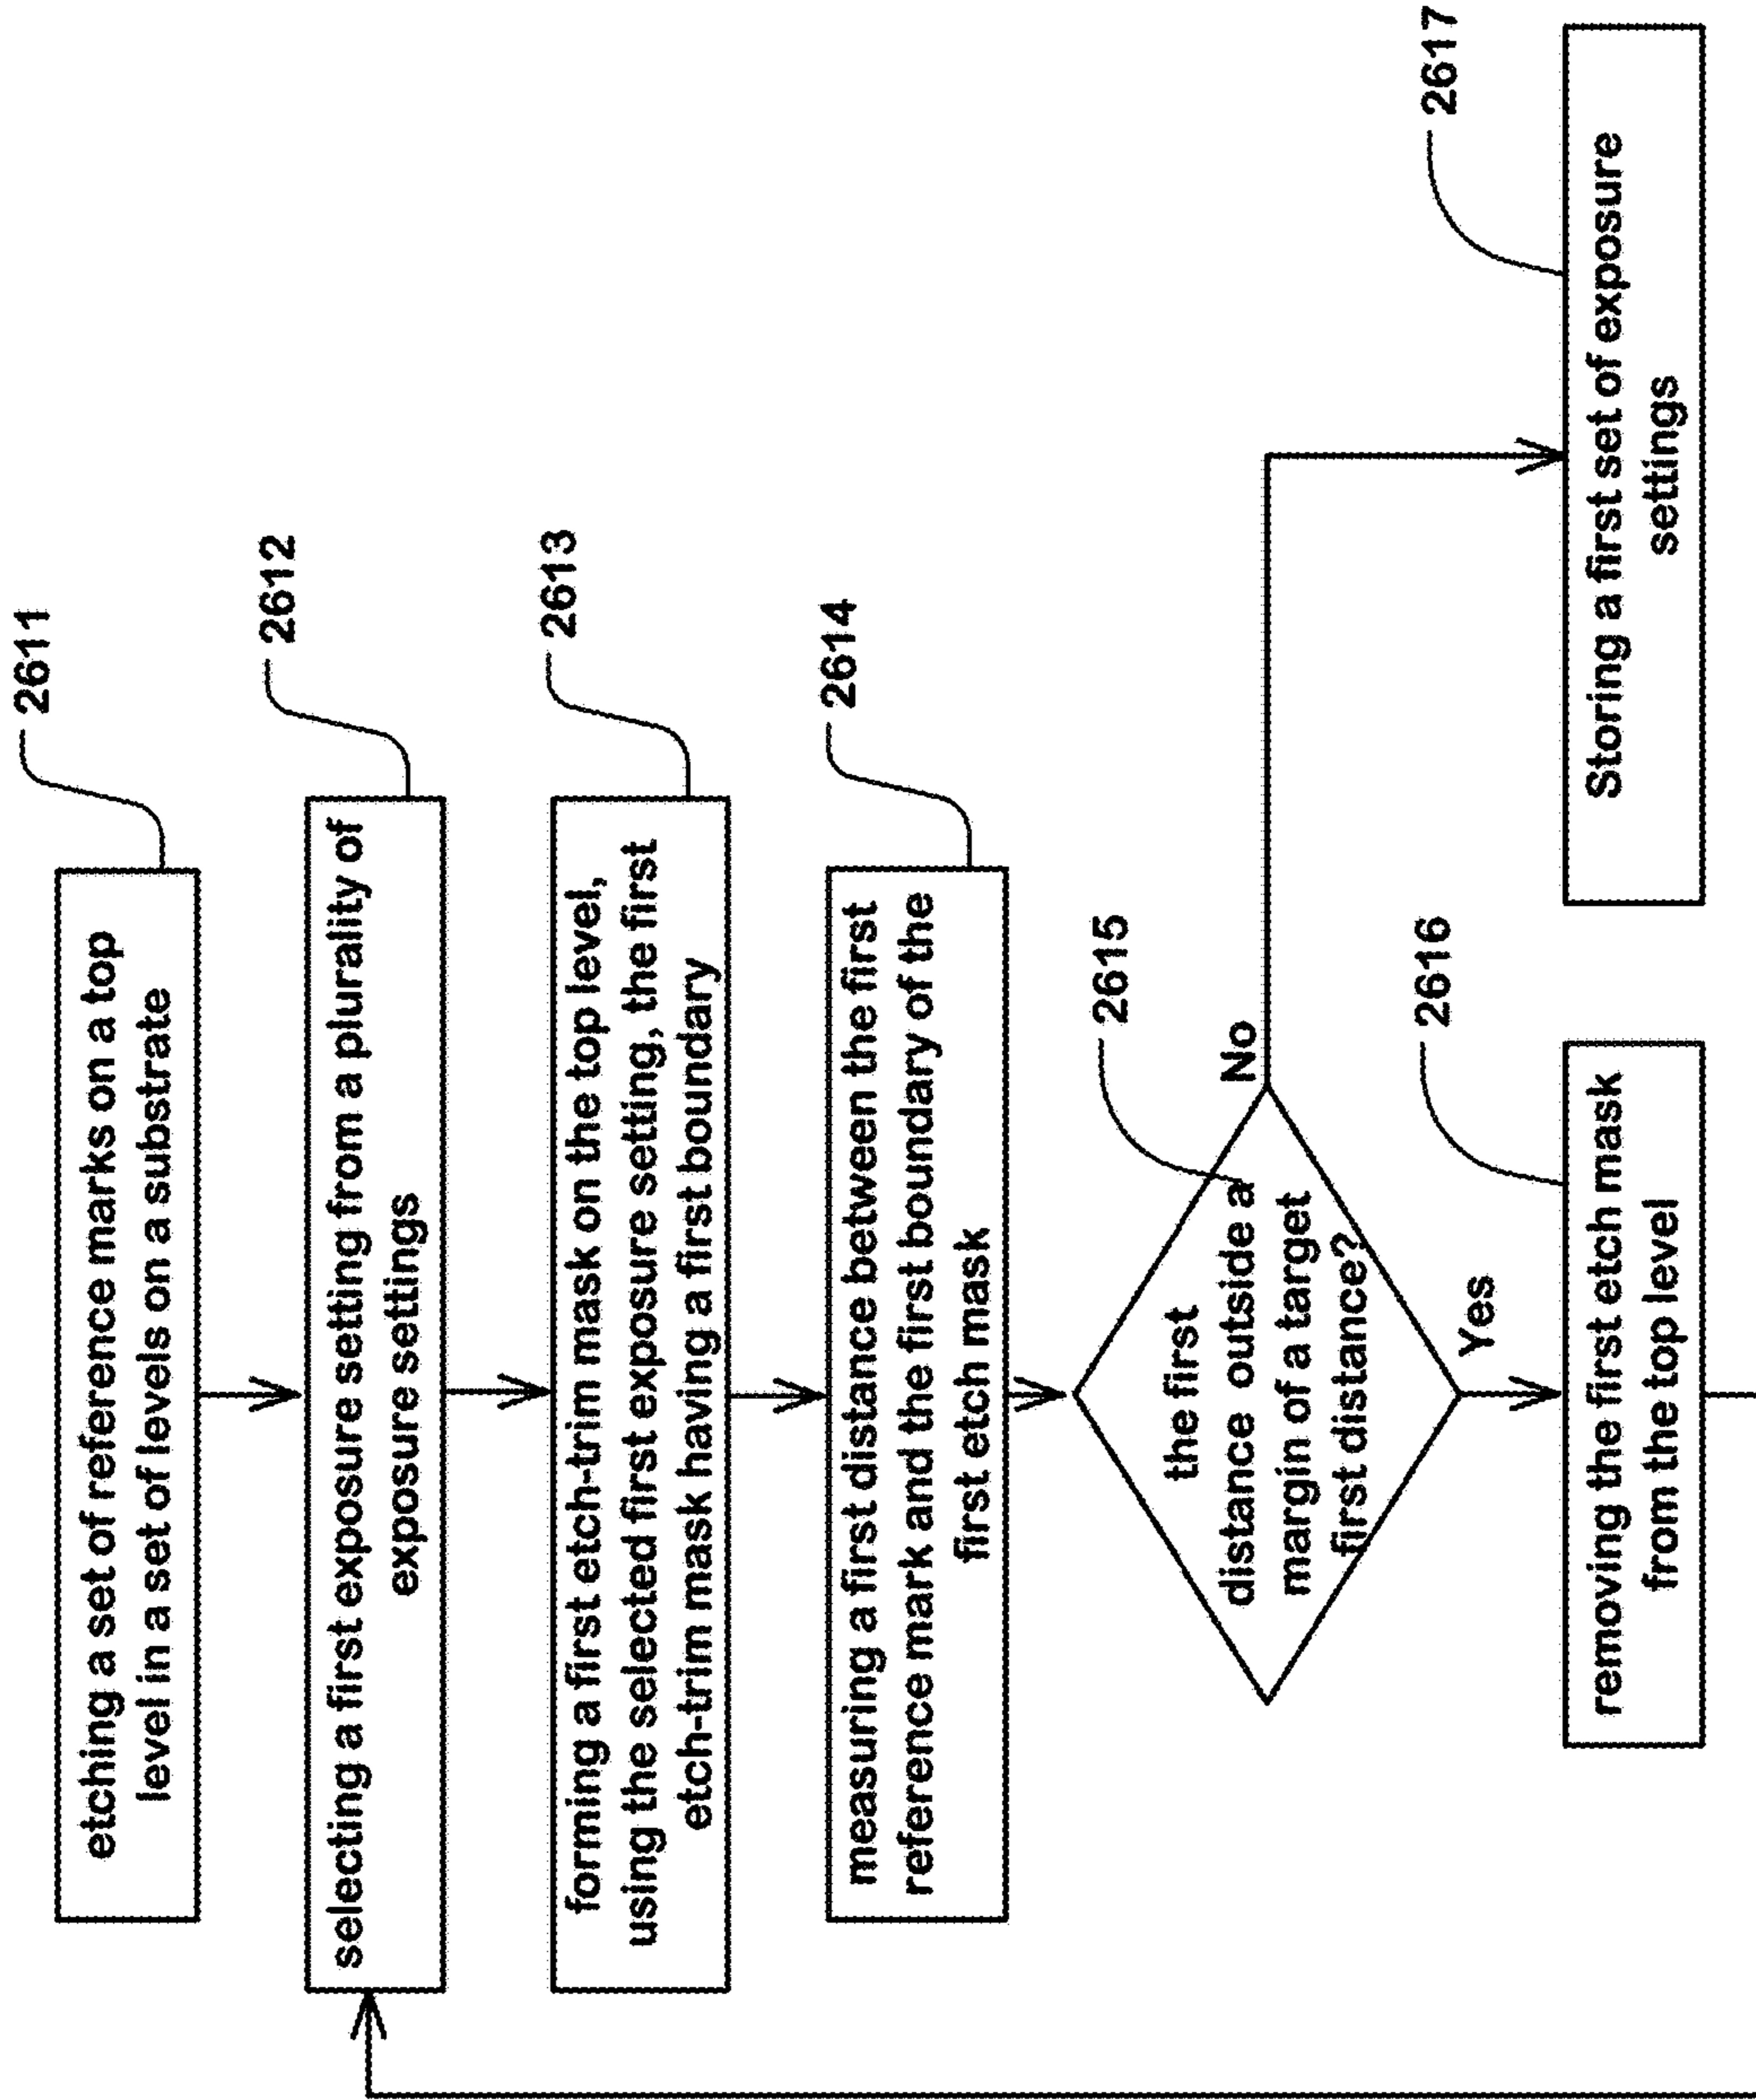 2611
etching a set of reference marks on a top
level in a set of levels on a substrate
2612
selecting a first exposure setting from a plurality of
exposure settings
2613
forming a first etch-trim mask on the top level,
using the selected first exposure setting, the first
etch-trim mask having a first boundary
2614
measuring a first distance between the first
reference mark and the first boundary of the
first etch mask
2615
the first
distance outside a
margin of a target
first distance?
No
Yes
2616
removing the first etch mask
from the top level
2617
Storing a first set of exposure
settings